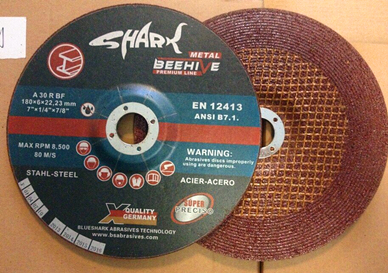 SHARK
METAL
BEEHIVE
PREMIUM LINE
A 30 R BF
180×6×22,23 mm
7"×1/4"×7/8"
EN 12413
ANSI B7.1.
MAX RPM 8,500
80 M/S
WARNING:
Abrasives discs improperly
using are dangerous.
STAHL-STEEL
ACIER-ACERO
X QUALITY
GERMANY
SUPER
PRECISO
BLUESHARK ABRASIVES TECHNOLOGY
www.bsabrasives.com